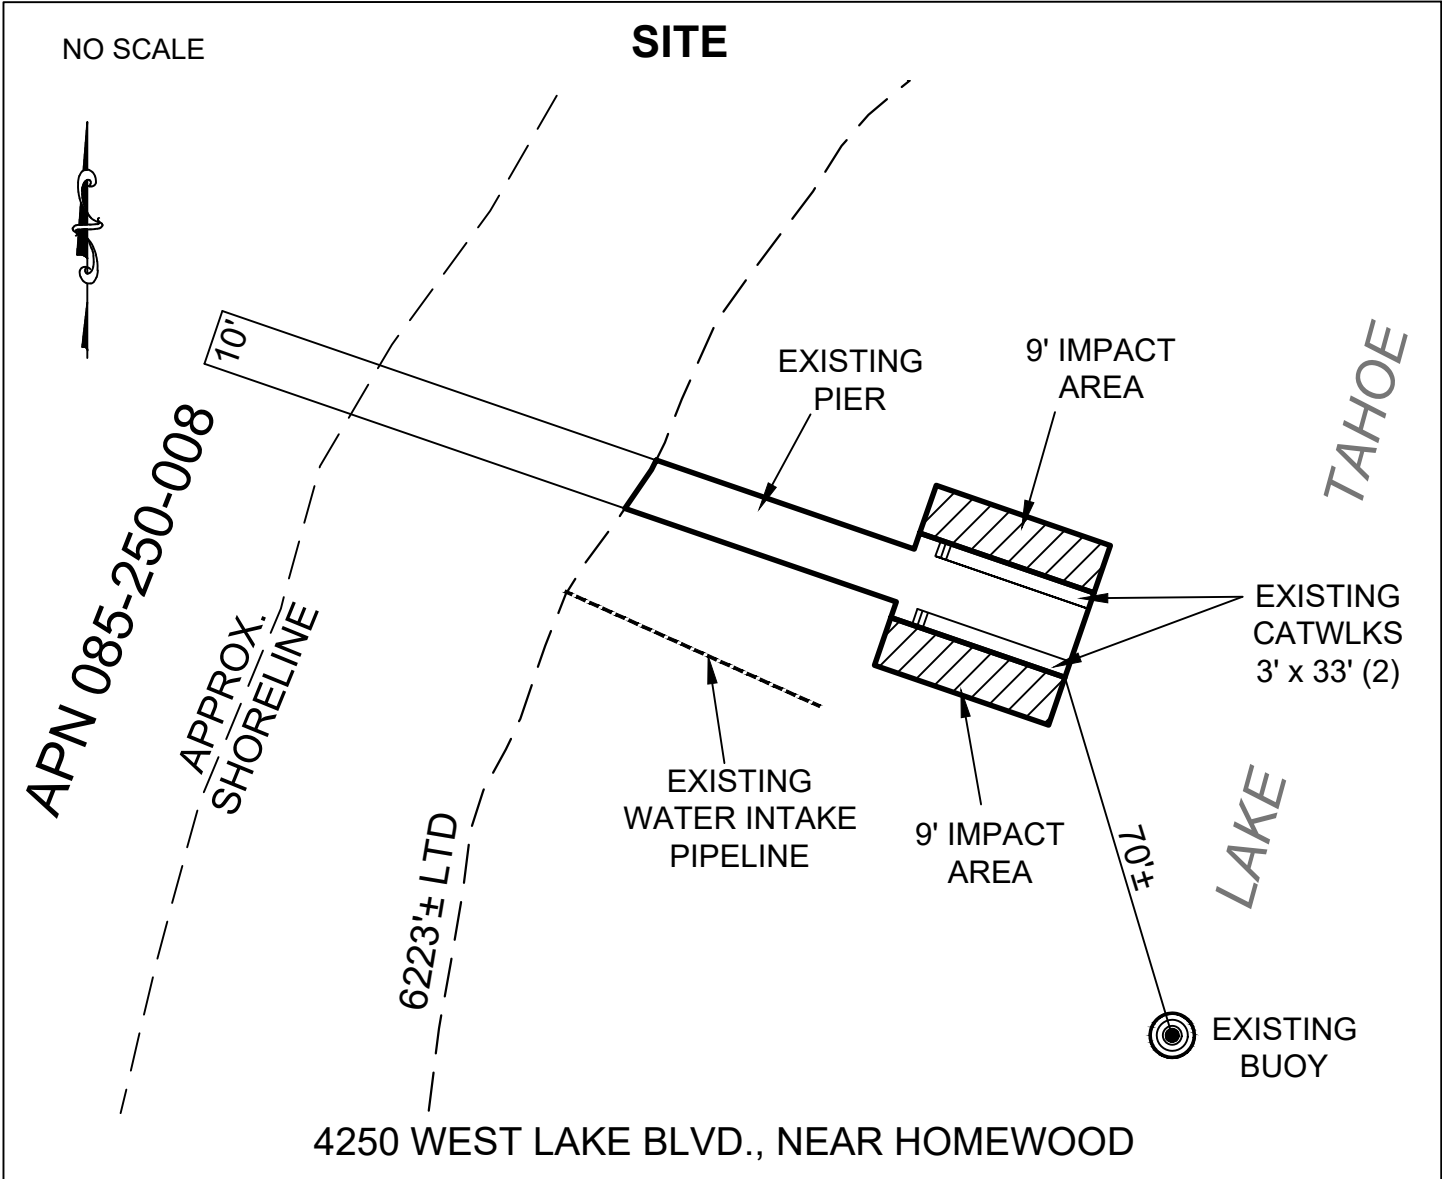 SITE
NO SCALE
10'
EXISTING
PIER
9' IMPACT
AREA
TAHOE
APN 085-250-008
APPROX.
SHORELINE
EXISTING
CATWLKS
3' x 33' (2)
EXISTING
WATER INTAKE
PIPELINE
9' IMPACT
AREA
70'±
LAKE
6223'± LTD
EXISTING
BUOY
4250 WEST LAKE BLVD., NEAR HOMEWOOD